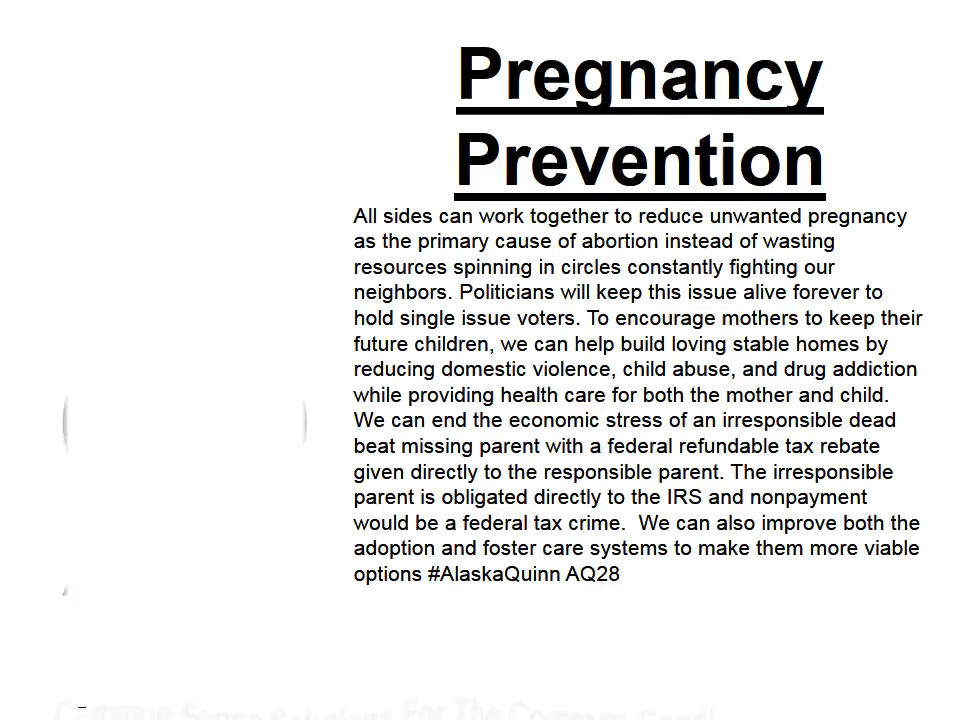 Pregnancy
Prevention
All sides can work together to reduce unwanted pregnancy
as the primary cause of abortion instead of wasting
resources spinning in circles constantly fighting our
neighbors. Politicians will keep this issue alive forever to
hold single issue voters. To encourage mothers to keep their
future children, we can help build loving stable homes by
reducing domestic violence, child abuse, and drug addiction
while providing health care for both the mother and child.
We can end the economic stress of an irresponsible dead
beat missing parent with a federal refundable tax rebate
given directly to the responsible parent. The irresponsible
parent is obligated directly to the IRS and nonpayment
would be a federal tax crime.  We can also improve both the
adoption and foster care systems to make them more viable
options #AlaskaQuinn AQ28
Common Sense Solutions For The Common Good!